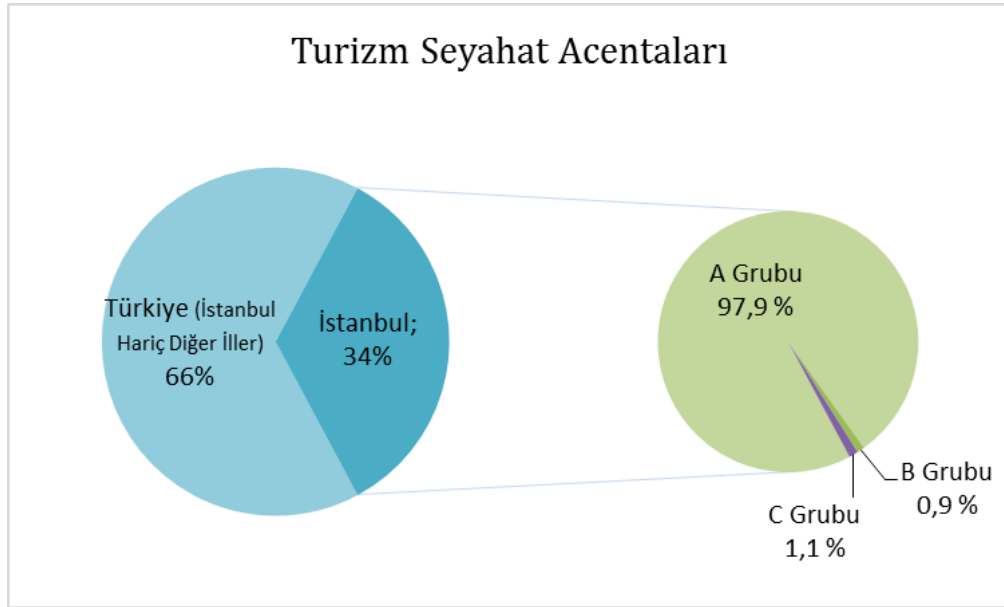 Turizm Seyahat Acentaları
Türkiye (İstanbul
Hariç Diğer İller)
66%
İstanbul;
34%
A Grubu
97,9 %
B Grubu
0,9 %
C Grubu
1,1 %